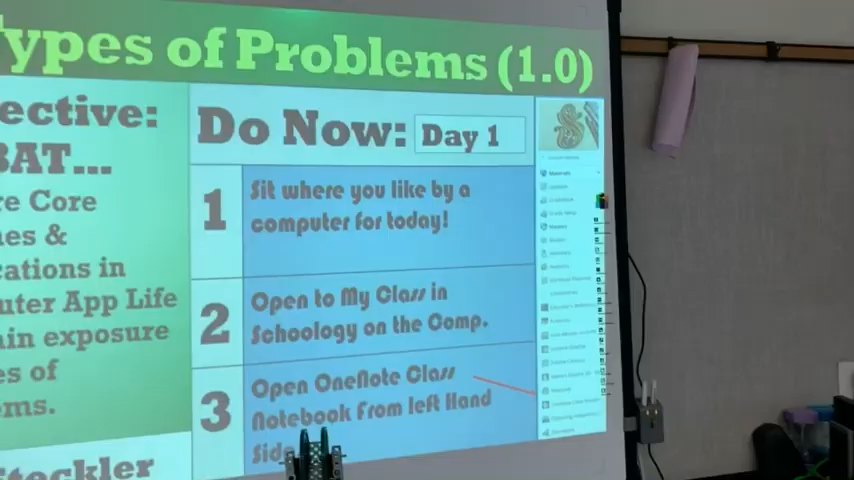 ypes of Problems (1.0)
ective:
BAT...
re Core
es &
cations in
uter App Life
ain exposure
es of
ems.
teckler
Do Now: Day 1
1
Sit where you like by a
computer for today!
2
Open to My Class in
Schoology on the Comp.
3
Open OneNote Class
Notebook from left Hand
Side
Materials